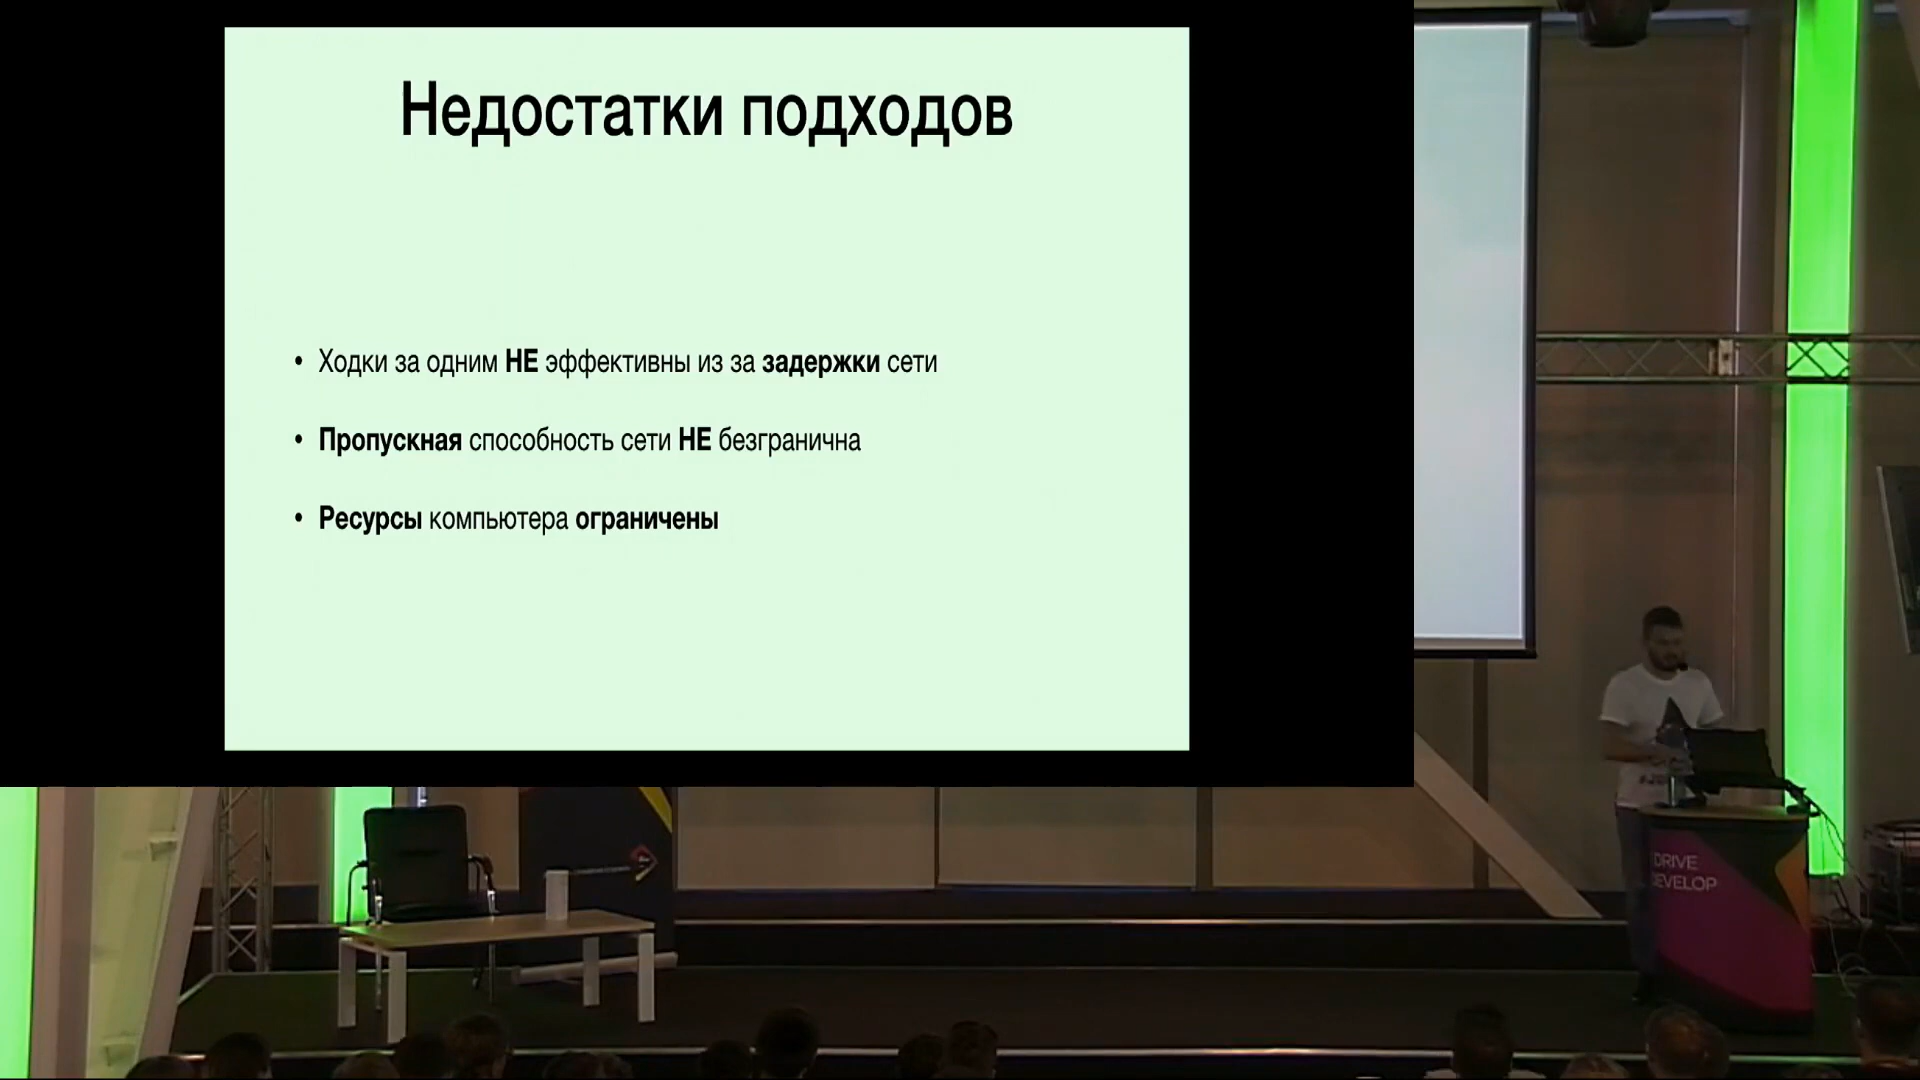 Недостатки подходов
• Ходки за одним НЕ эффективны из за задержки сети
• Пропускная способность сети НЕ безгранична
• Ресурсы компьютера ограничены
DRIVE
DEVELOP